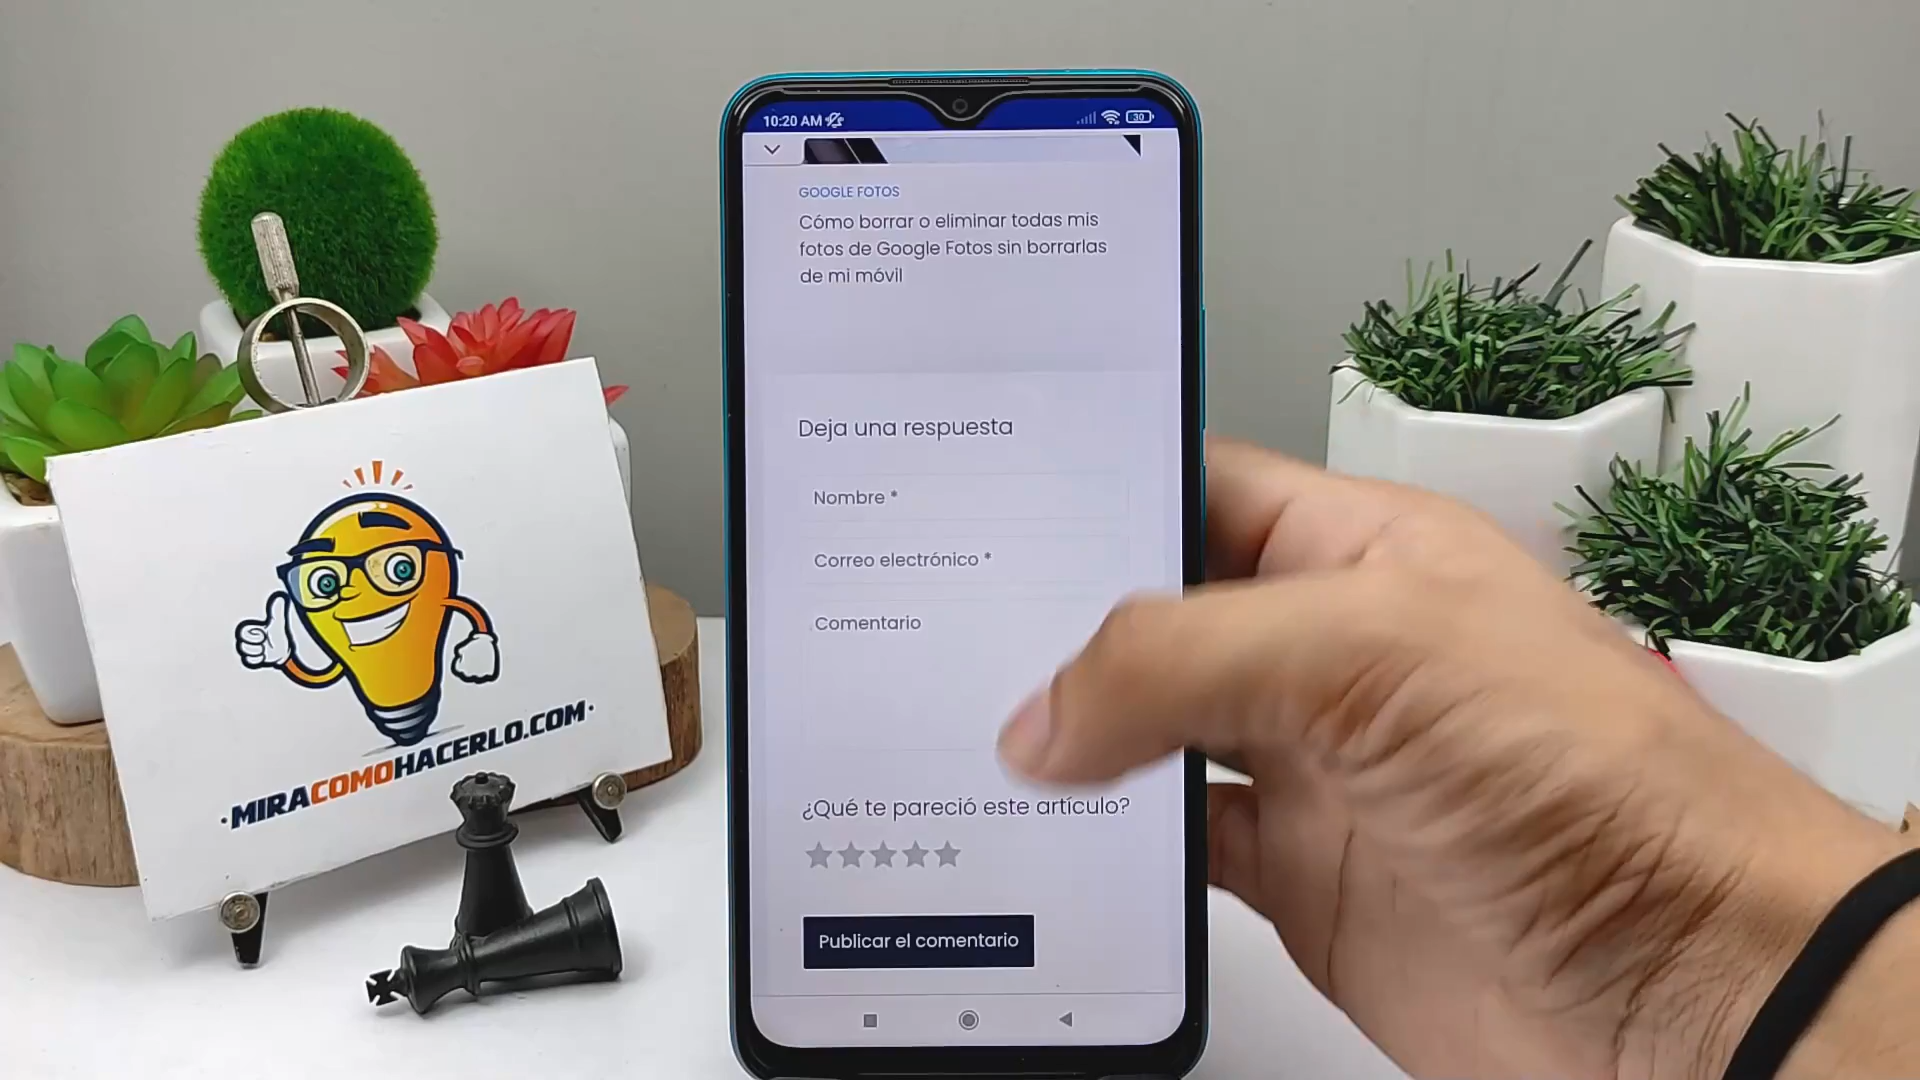 10:20 AM
30
GOOGLE FOTOS
Cómo borrar o eliminar todas mis
fotos de Google Fotos sin borrarlas
de mi móvil
Deja una respuesta
Nombre *
Correo electrónico *
Comentario
¿Qué te pareció este artículo?
Publicar el comentario
·MIRACOMOHACERLO.COM·